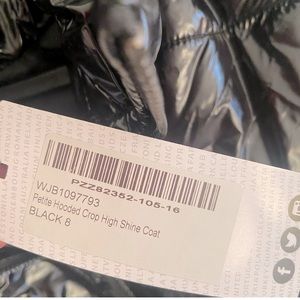 PZZ82352-105-16
WJB1097793
Petite Hooded Crop High Shine Coat
BLACK 8